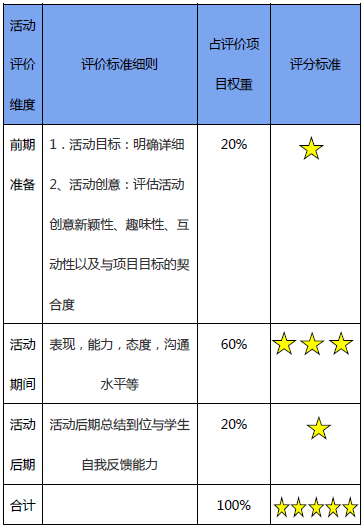 活动
评价
维度
评价标准细则
占评价项
目权重
评分标准
前期
准备
1．活动目标：明确详细
2、活动创意：评估活动
创意新颖性、趣味性、互
动性以及与项目目标的契
合度
20%
活动
期间
表现，能力，态度，沟通
水平等
60%
活动
后期
活动后期总结到位与学生
自我反馈能力
20%
合计
100%